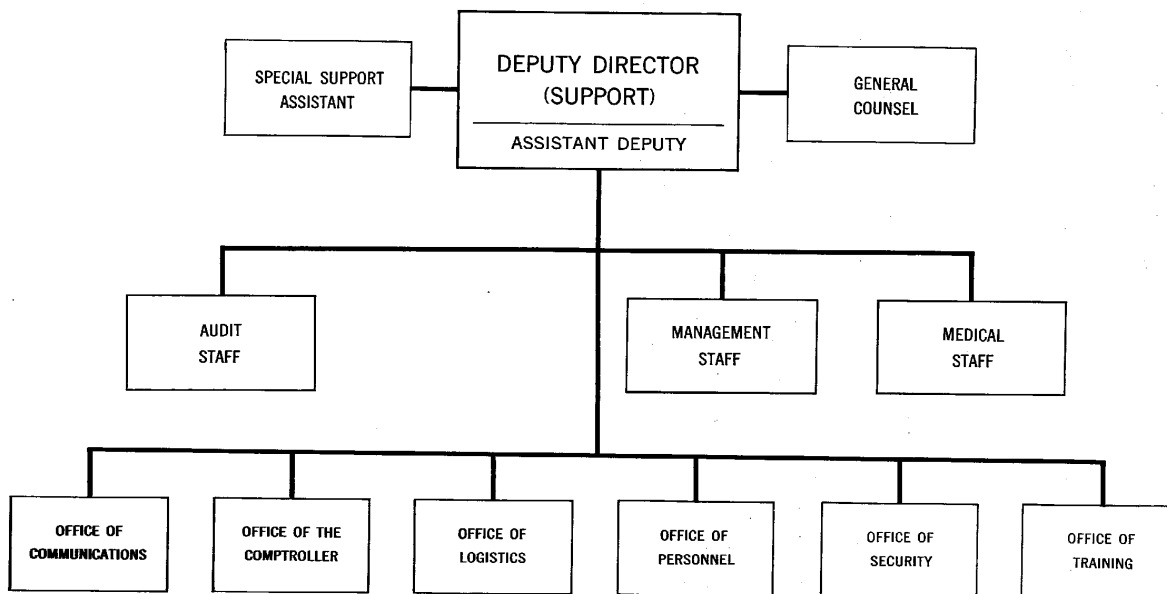 SPECIAL SUPPORT
ASSISTANT
DEPUTY DIRECTOR
(SUPPORT)
ASSISTANT DEPUTY
GENERAL
COUNSEL
AUDIT
STAFF
MANAGEMENT
STAFF
MEDICAL
STAFF
OFFICE OF
COMMUNICATIONS
OFFICE OF THE
COMPTROLLER
OFFICE OF
LOGISTICS
OFFICE OF
PERSONNEL
OFFICE OF
SECURITY
OFFICE OF
TRAINING